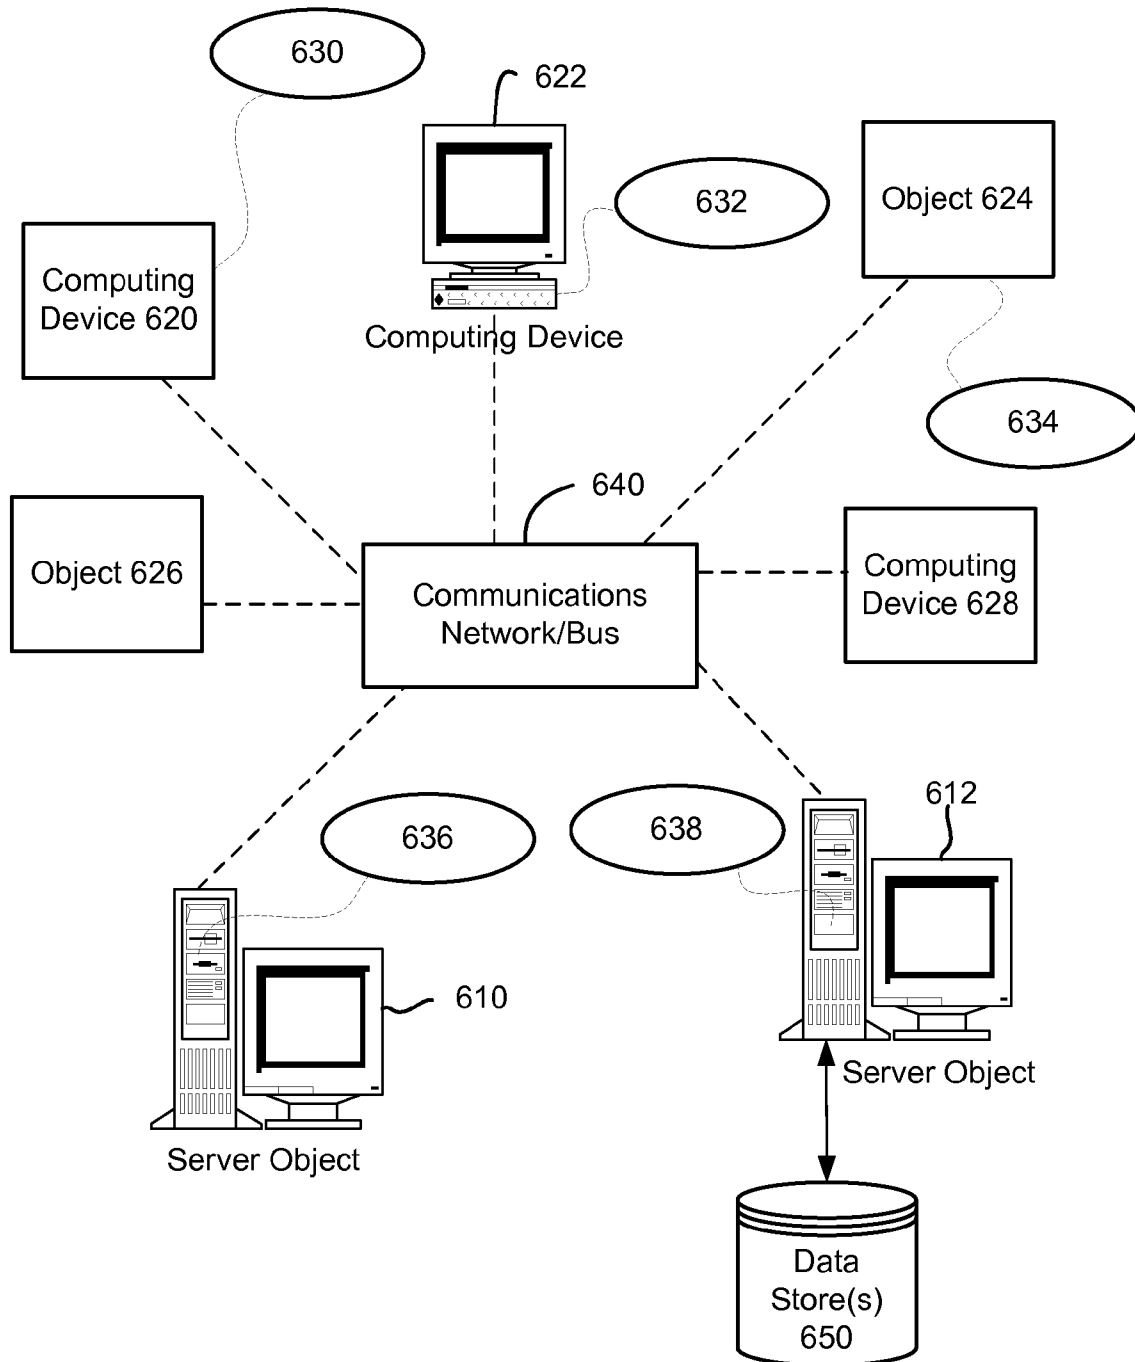 630
622
632
Object 624
Computing
Device 620
Computing Device
634
640
Object 626
Communications
Network/Bus
Computing
Device 628
636
638
612
610
Server Object
Server Object
Data
Store(s)
650